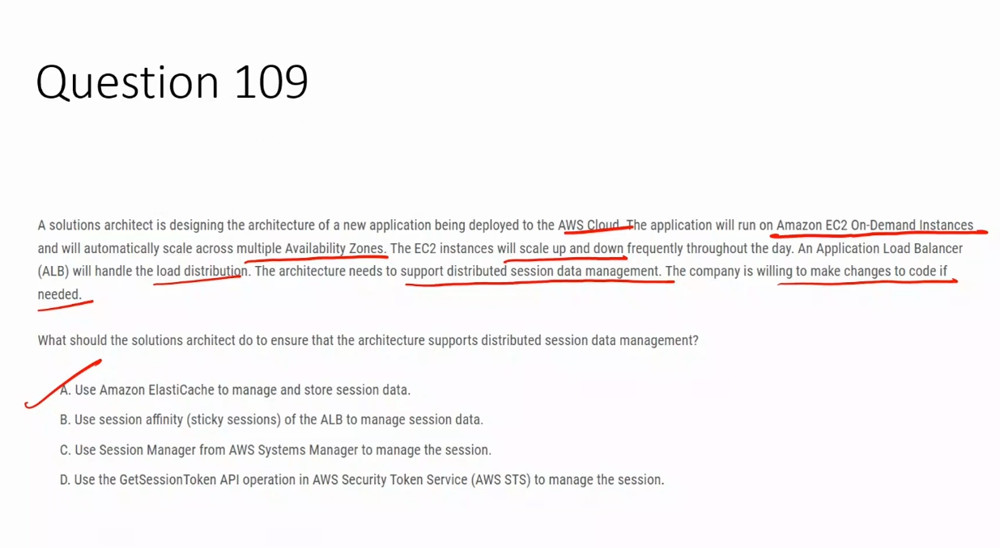 Question 109
A solutions architect is designing the architecture of a new application being deployed to the AWS Cloud. The application will run on Amazon EC2 On-Demand Instances
and will automatically scale across multiple Availability Zones. The EC2 instances will scale up and down frequently throughout the day. An Application Load Balancer
(ALB) will handle the load distribution. The architecture needs to support distributed session data management. The company is willing to make changes to code if
needed.
What should the solutions architect do to ensure that the architecture supports distributed session data management?
A. Use Amazon ElastiCache to manage and store session data.
B. Use session affinity (sticky sessions) of the ALB to manage session data.
C. Use Session Manager from AWS Systems Manager to manage the session.
D. Use the GetSessionToken API operation in AWS Security Token Service (AWS STS) to manage the session.